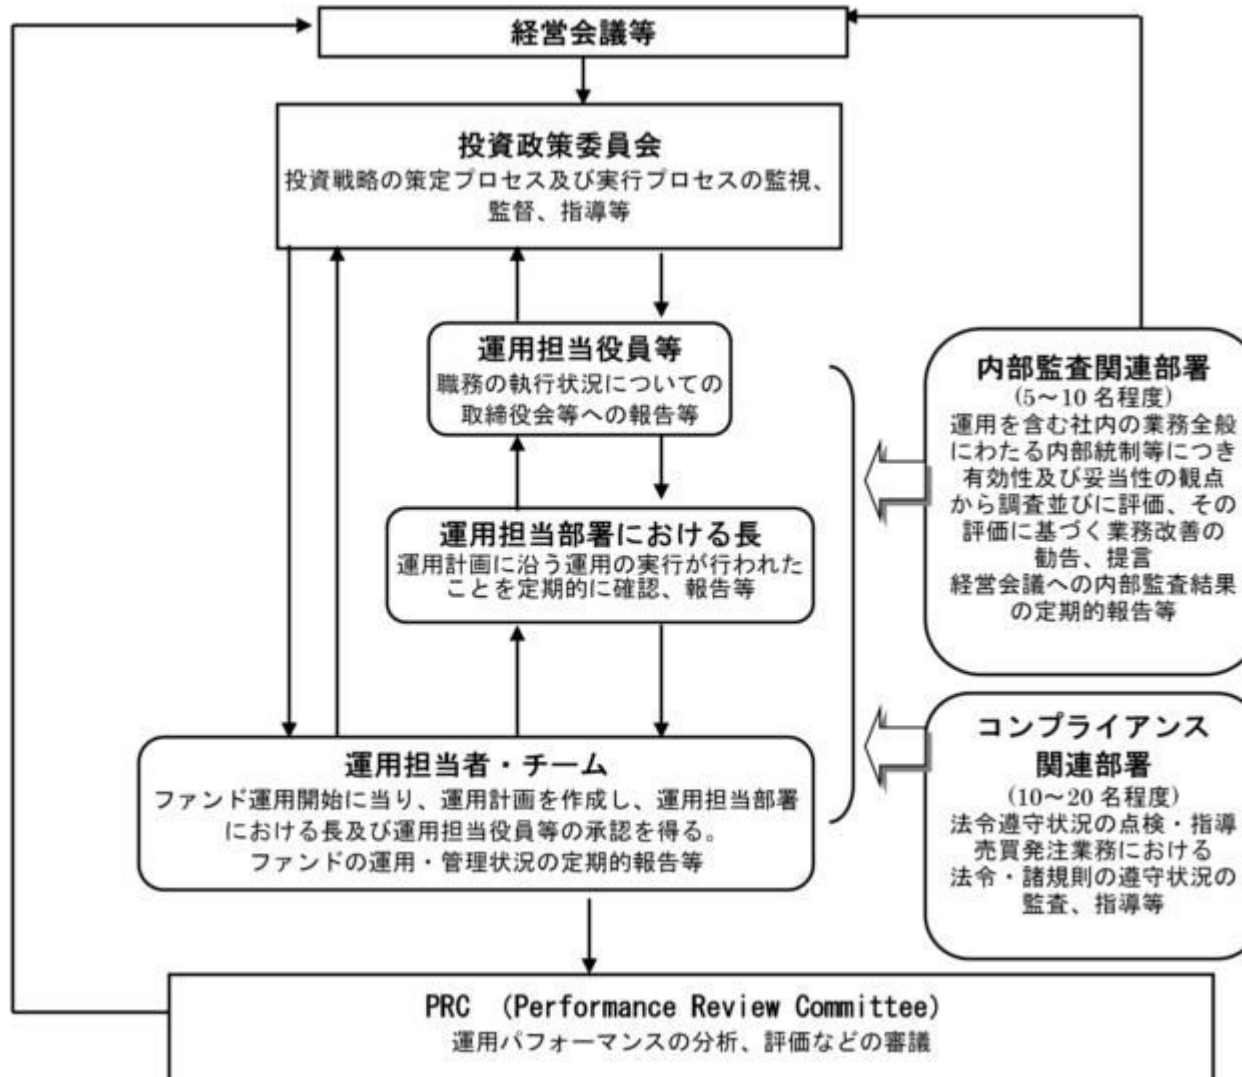 経営会議等
投資政策委員会
投資戦略の策定プロセス及び実行プロセスの監視、
監督、指導等
運用担当役員等
職務の執行状況についての
取締役会等への報告等
運用担当部署における長
運用計画に沿う運用の実行が行われた
ことを定期的に確認、報告等
運用担当者・チーム
ファンド運用開始に当り、運用計画を作成し、運用担当部署
における長及び運用担当役員等の承認を得る。
ファンドの運用・管理状況の定期的報告等
内部監査関連部署
(5～10 名程度)
運用を含む社内の業務全般
にわたる内部統制等につき
有効性及び妥当性の観点
から調査並びに評価、その
評価に基づく業務改善の
勧告、提言
経営会議への内部監査結果
の定期的報告等
コンプライアンス
関連部署
(10～20 名程度)
法令遵守状況の点検・指導
売買発注業務における
法令・諸規則の遵守状況の
監査、指導等
PRC (Performance Review Committee)
運用パフォーマンスの分析、評価などの審議